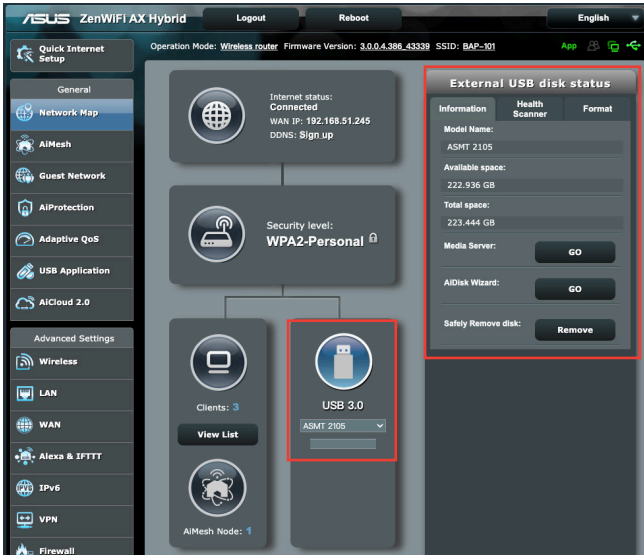 ASUS ZenWiFi AX Hybrid Logout Reboot English
Quick Internet
Setup
Operation Mode: Wireless router Firmware Version: 3.0.0.4.386_43339 SSID: BAP-101 App
General
Network Map
AiMesh
Guest Network
AiProtection
Adaptive QoS
USB Application
AiCloud 2.0
Advanced Settings
Wireless
LAN
WAN
Alexa & IFTTT
IPv6
VPN
Firewall
Internet status:
Connected
WAN IP: 192.168.51.245
DDNS: Sign up
Security level:
WPA2-Personal
Clients: 3
View List
AiMesh Node: 1
USB 3.0
ASMT 2105
External USB disk status
Information Health Scanner Format
Model Name:
ASMT 2105
Available space:
222.936 GB
Total space:
223.444 GB
Media Server: GO
AiDisk Wizard: GO
Safely Remove disk: Remove